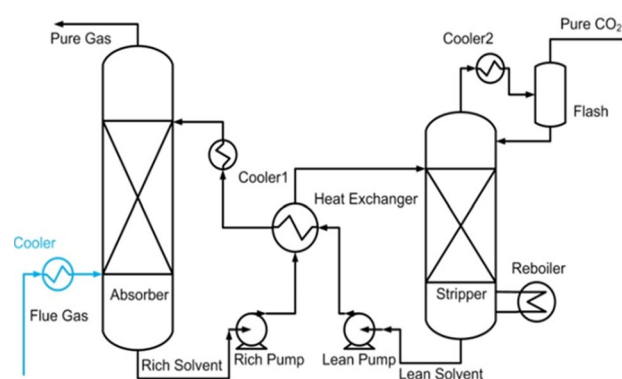 Pure Gas
Cooler2
Pure CO₂
Flash
Cooler1
Heat Exchanger
Cooler
Flue Gas
Absorber
Stripper
Reboiler
Rich Solvent
Rich Pump
Lean Pump
Lean Solvent